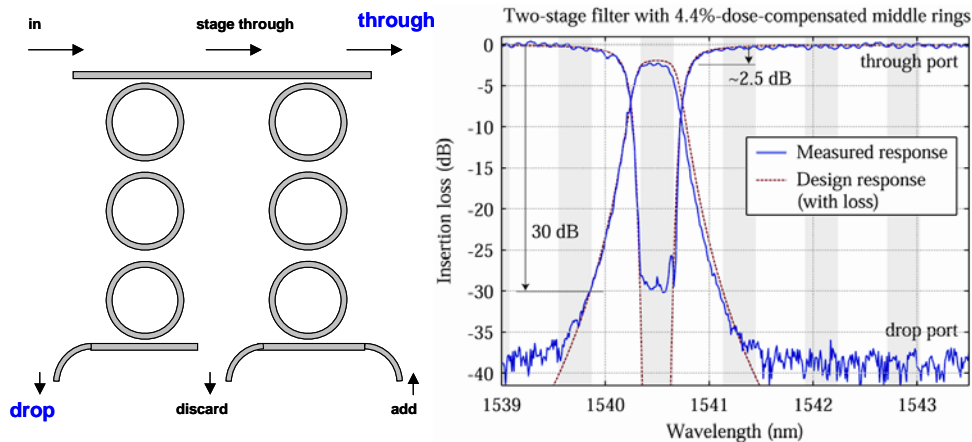 in
stage through
through
drop
discard
add
Two-stage filter with 4.4%-dose-compensated middle rings
0
-5
-10
-15
-20
-25
-30
-35
-40
Insertion loss (dB)
through port
~2.5 dB
Measured response
Design response
(with loss)
30 dB
drop port
1539
1540
1541
1542
1543
Wavelength (nm)